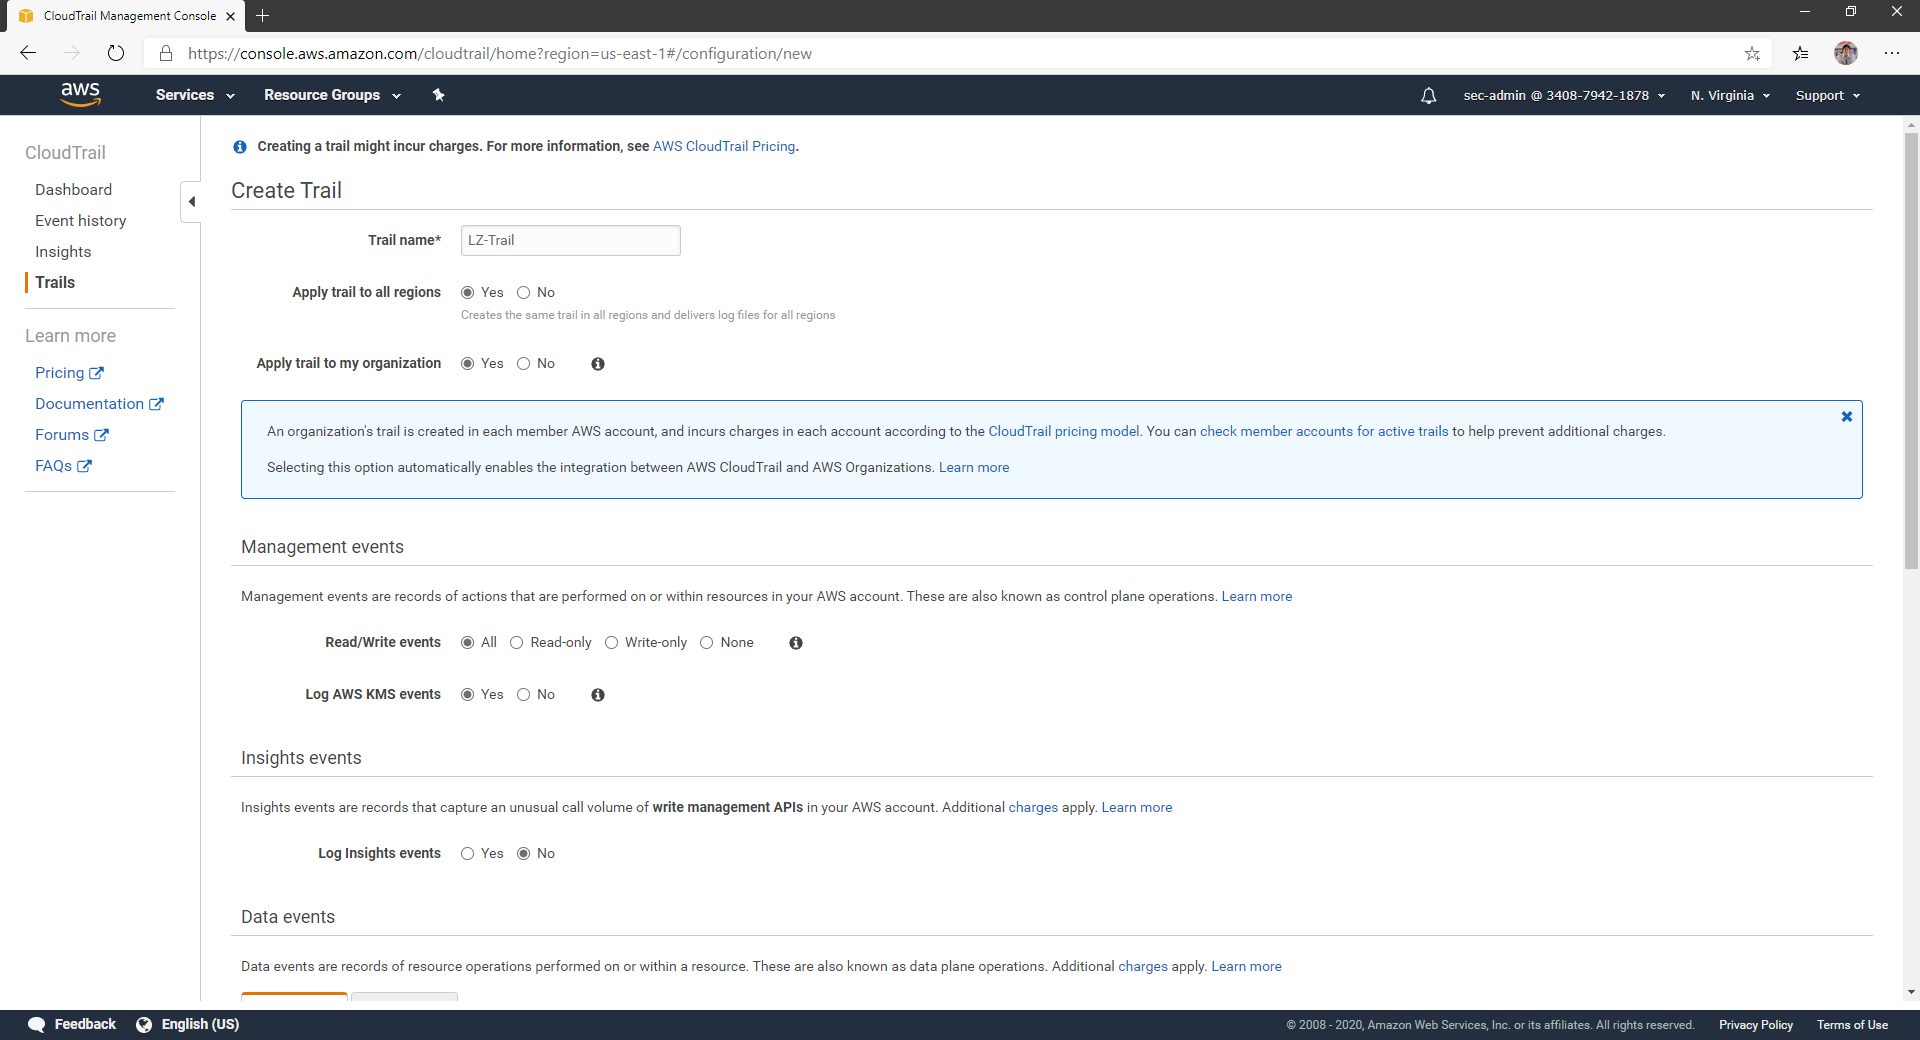 CloudTrail Management Console
https://console.aws.amazon.com/cloudtrail/home?region=us-east-1#/configuration/new
aws Services Resource Groups sec-admin @ 3408-7942-1878 N. Virginia Support
CloudTrail
Dashboard
Event history
Insights
Trails
Learn more
Pricing
Documentation
Forums
FAQs
Creating a trail might incur charges. For more information, see AWS CloudTrail Pricing.
Create Trail
Trail name* LZ-Trail
Apply trail to all regions Yes No
Creates the same trail in all regions and delivers log files for all regions
Apply trail to my organization Yes No
An organization's trail is created in each member AWS account, and incurs charges in each account according to the CloudTrail pricing model. You can check member accounts for active trails to help prevent additional charges.
Selecting this option automatically enables the integration between AWS CloudTrail and AWS Organizations. Learn more
Management events
Management events are records of actions that are performed on or within resources in your AWS account. These are also known as control plane operations. Learn more
Read/Write events All Read-only Write-only None
Log AWS KMS events Yes No
Insights events
Insights events are records that capture an unusual call volume of write management APIs in your AWS account. Additional charges apply. Learn more
Log Insights events Yes No
Data events
Data events are records of resource operations performed on or within a resource. These are also known as data plane operations. Additional charges apply. Learn more
Feedback English (US) © 2008 - 2020, Amazon Web Services, Inc. or its affiliates. All rights reserved. Privacy Policy Terms of Use